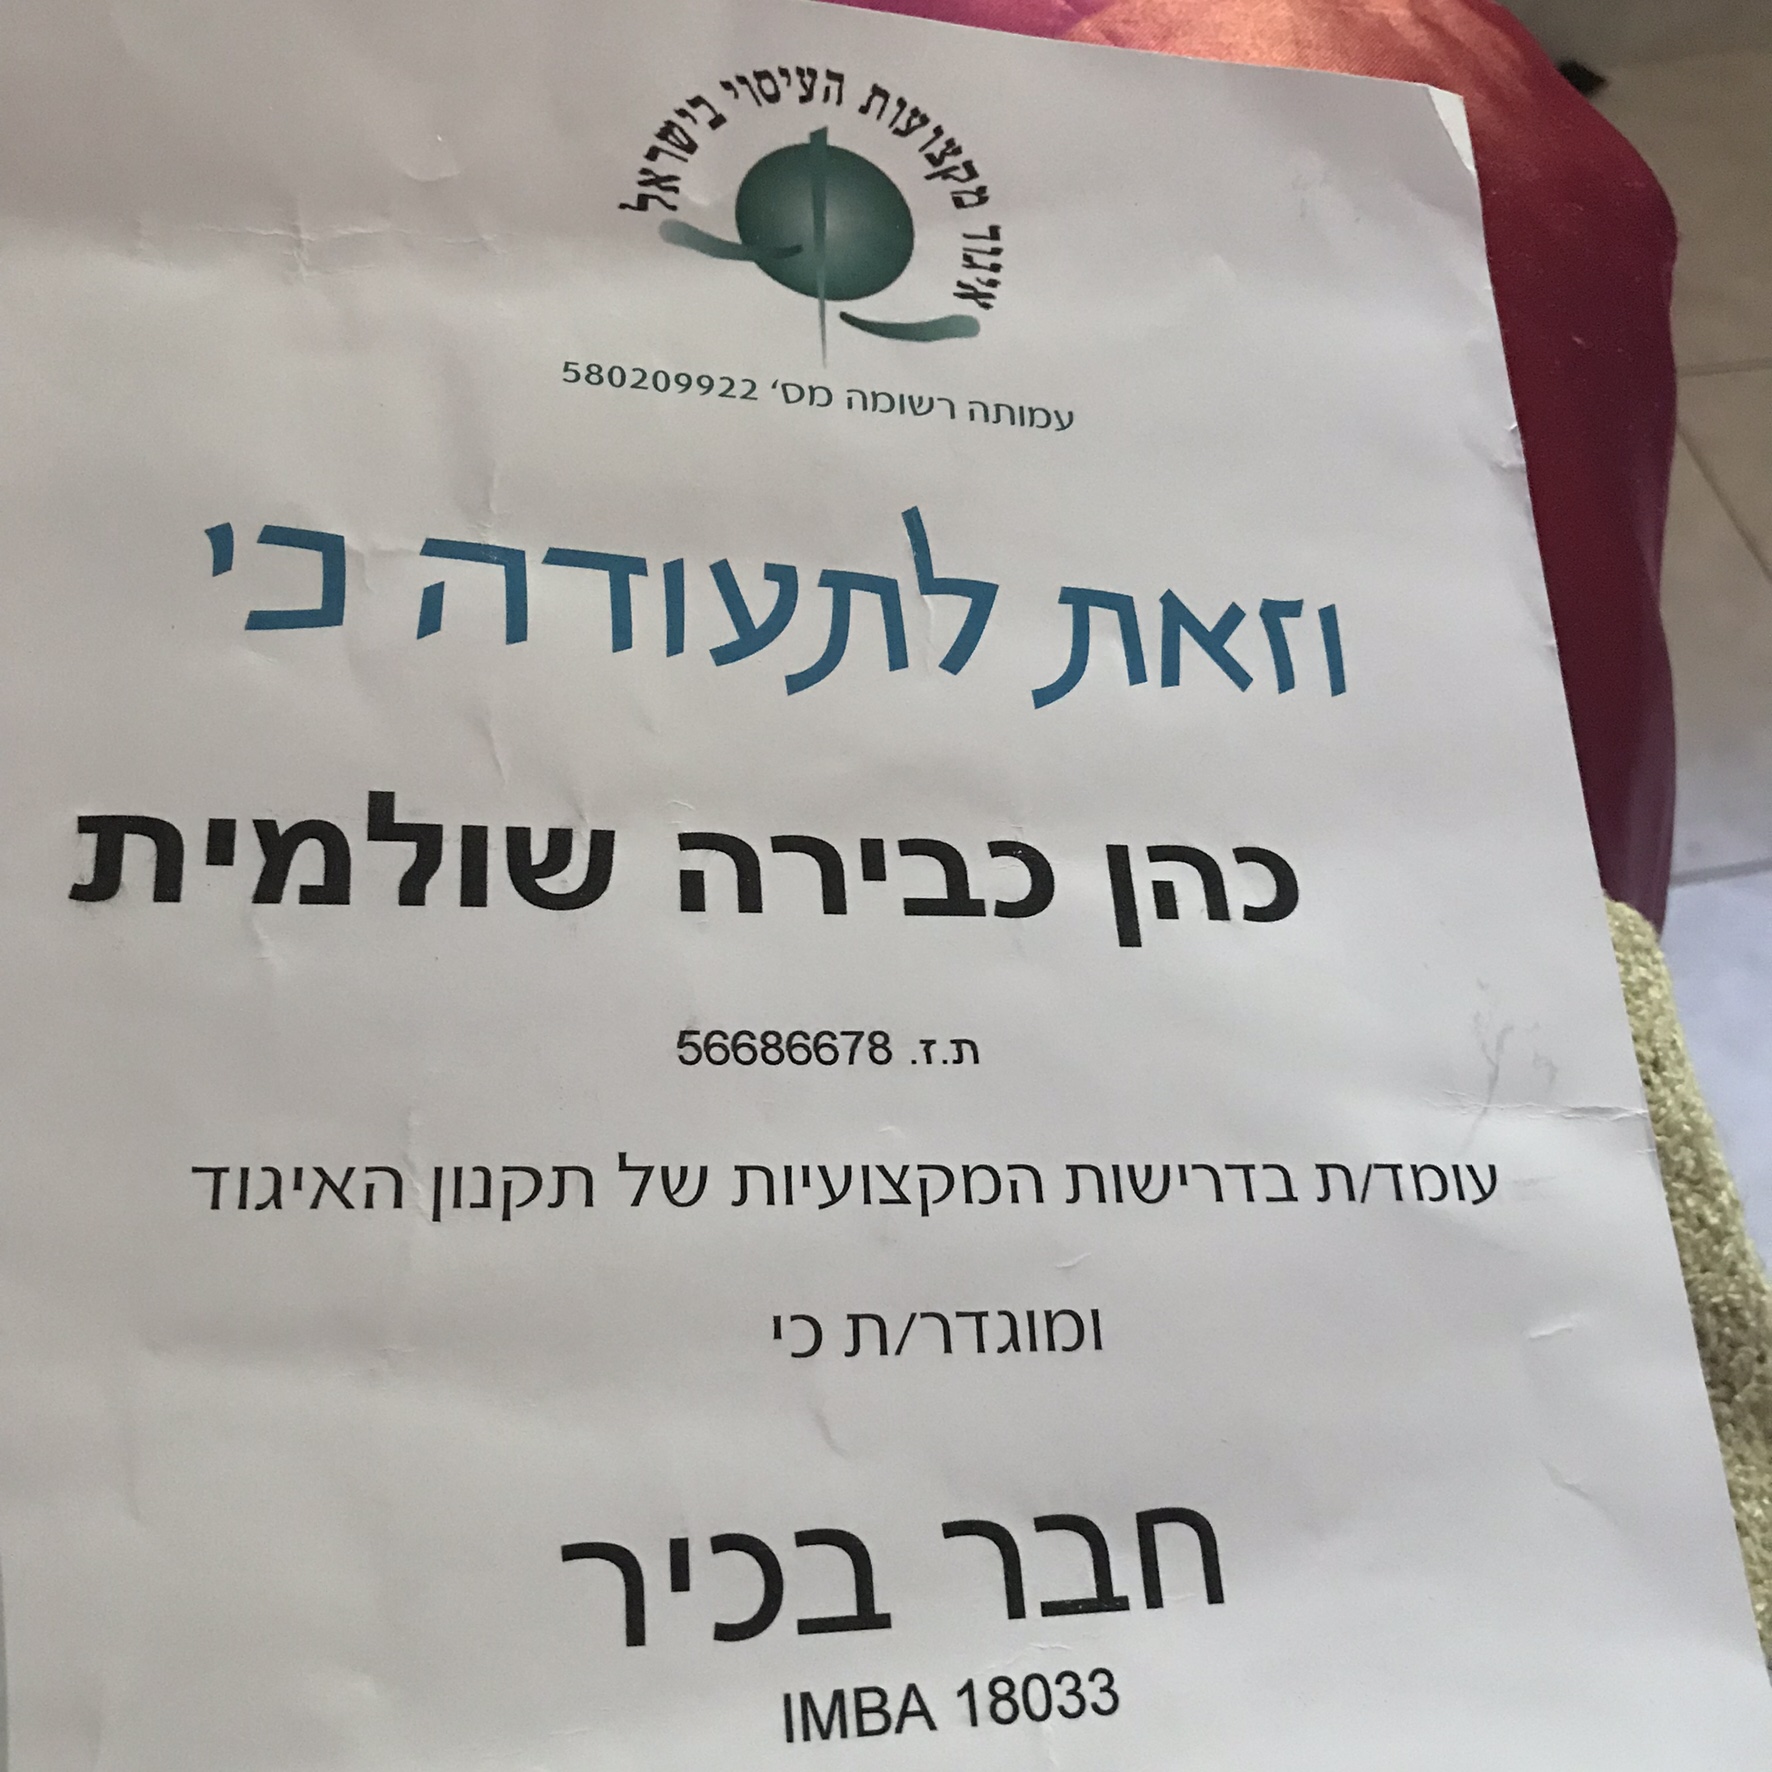 איגוד מקצועות העיסוי בישראל
עמותה רשומה מס' 580209922
וזאת לתעודה כי
כהן כבירה שולמית
ת.ז. 56686678
עומד/ת בדרישות המקצועיות של תקנון האיגוד
ומוגדר/ת כי
חבר בכיר
IMBA 18033